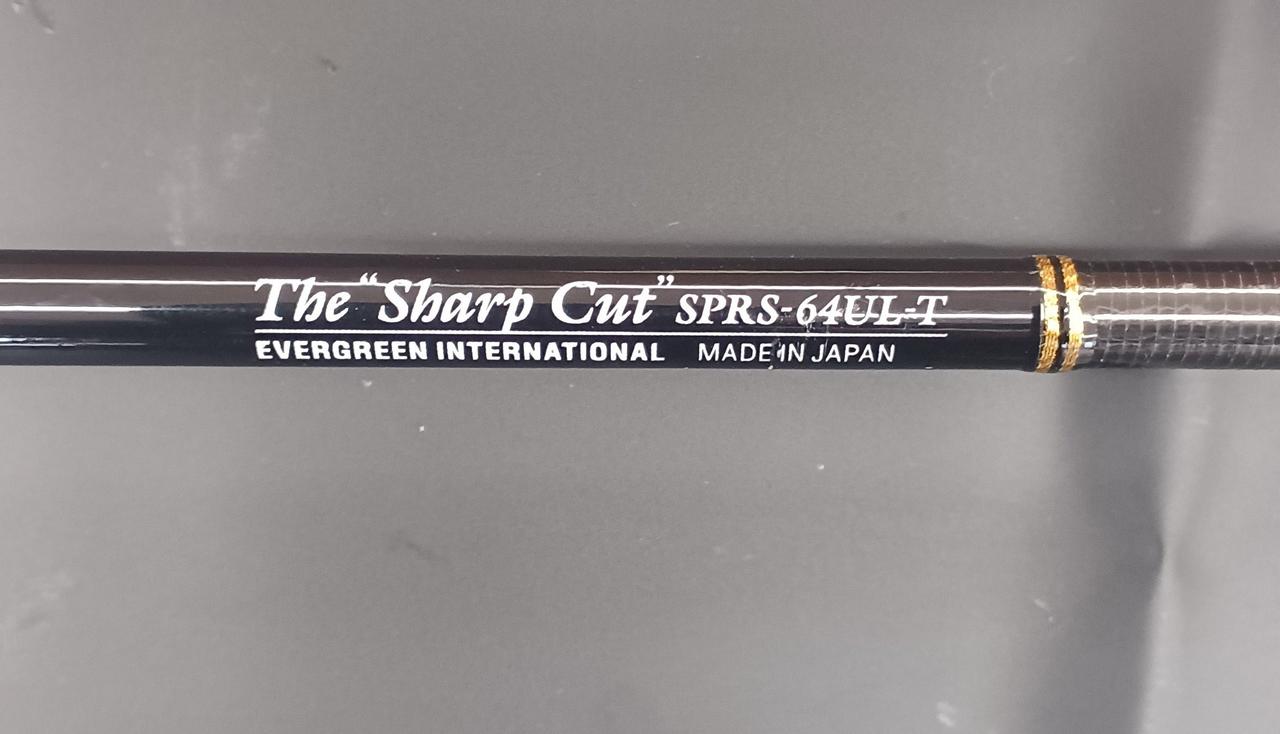 The “Sharp Cut” SPRS-64UL-T
EVERGREEN INTERNATIONAL MADE IN JAPAN